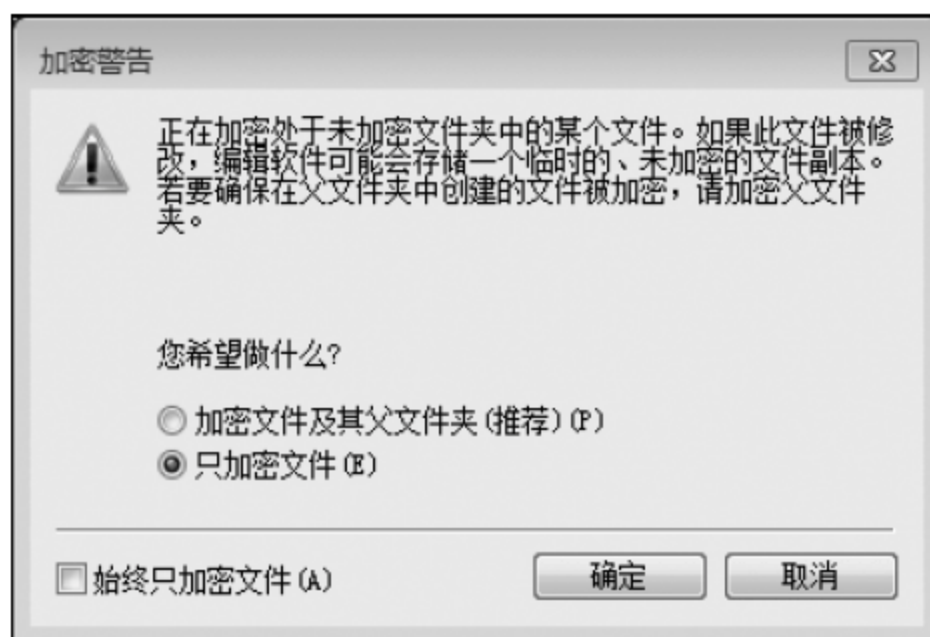 加密警告
正在加密处于未加密文件夹中的某个文件。如果此文件被修
改，编辑软件可能会存储一个临时的、未加密的文件副本。
若要确保在父文件夹中创建的文件被加密，请加密父文件
夹。
您希望做什么?
加密文件及其父文件夹(推荐)(P)
只加密文件(E)
始终只加密文件(A)
确定
取消